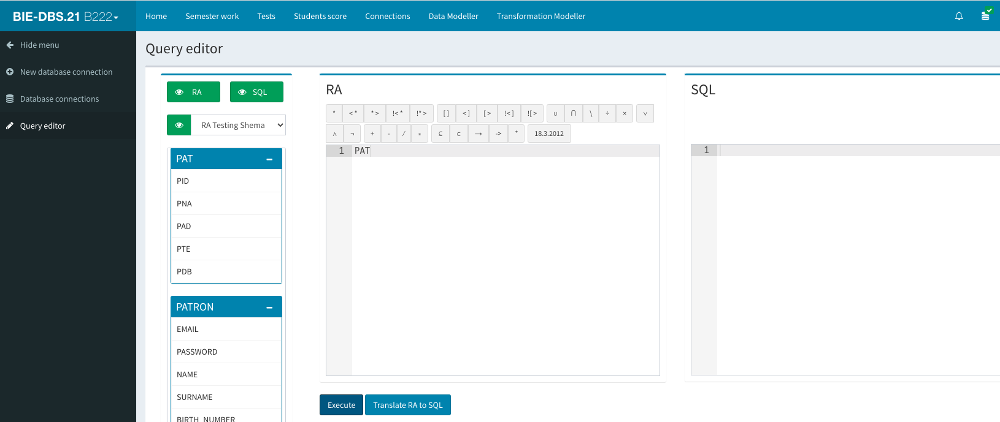 BIE-DBS.21 B222
Home Semester work Tests Students score Connections Data Modeller Transformation Modeller
Hide menu
New database connection
Database connections
Query editor
Query editor
RA SQL
RA Testing Shema
PAT
PID
PNA
PAD
PTE
PDB
PATRON
EMAIL
PASSWORD
NAME
SURNAME
BIRTH_NUMBER
RA
* <* *> !<* !*> [] <] [> !<] ![> ∪ ∩ \ ÷ × ∨
∧ ¬ + - / * ⊆ ⊂ → -> " 18.3.2012
1 PAT
Execute Translate RA to SQL
SQL
1